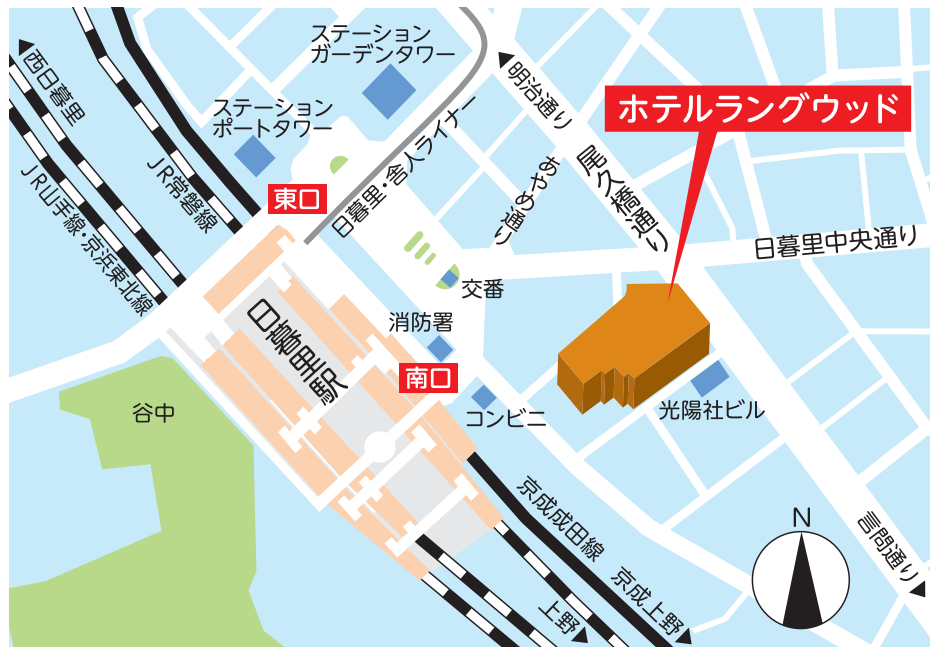 ステーション
ガーデンタワー
西日暮里
明治通り
ホテルラングウッド
ステーション
ポートタワー
日暮里・舎人ライナー
JR常磐線
JR山手線・京浜東北線
東口
あやめ通り
尾久橋通り
日暮里中央通り
交番
消防署
日暮里駅
南口
谷中
コンビニ
光陽社ビル
京成成田線
N
言問通り
京成上野
上野